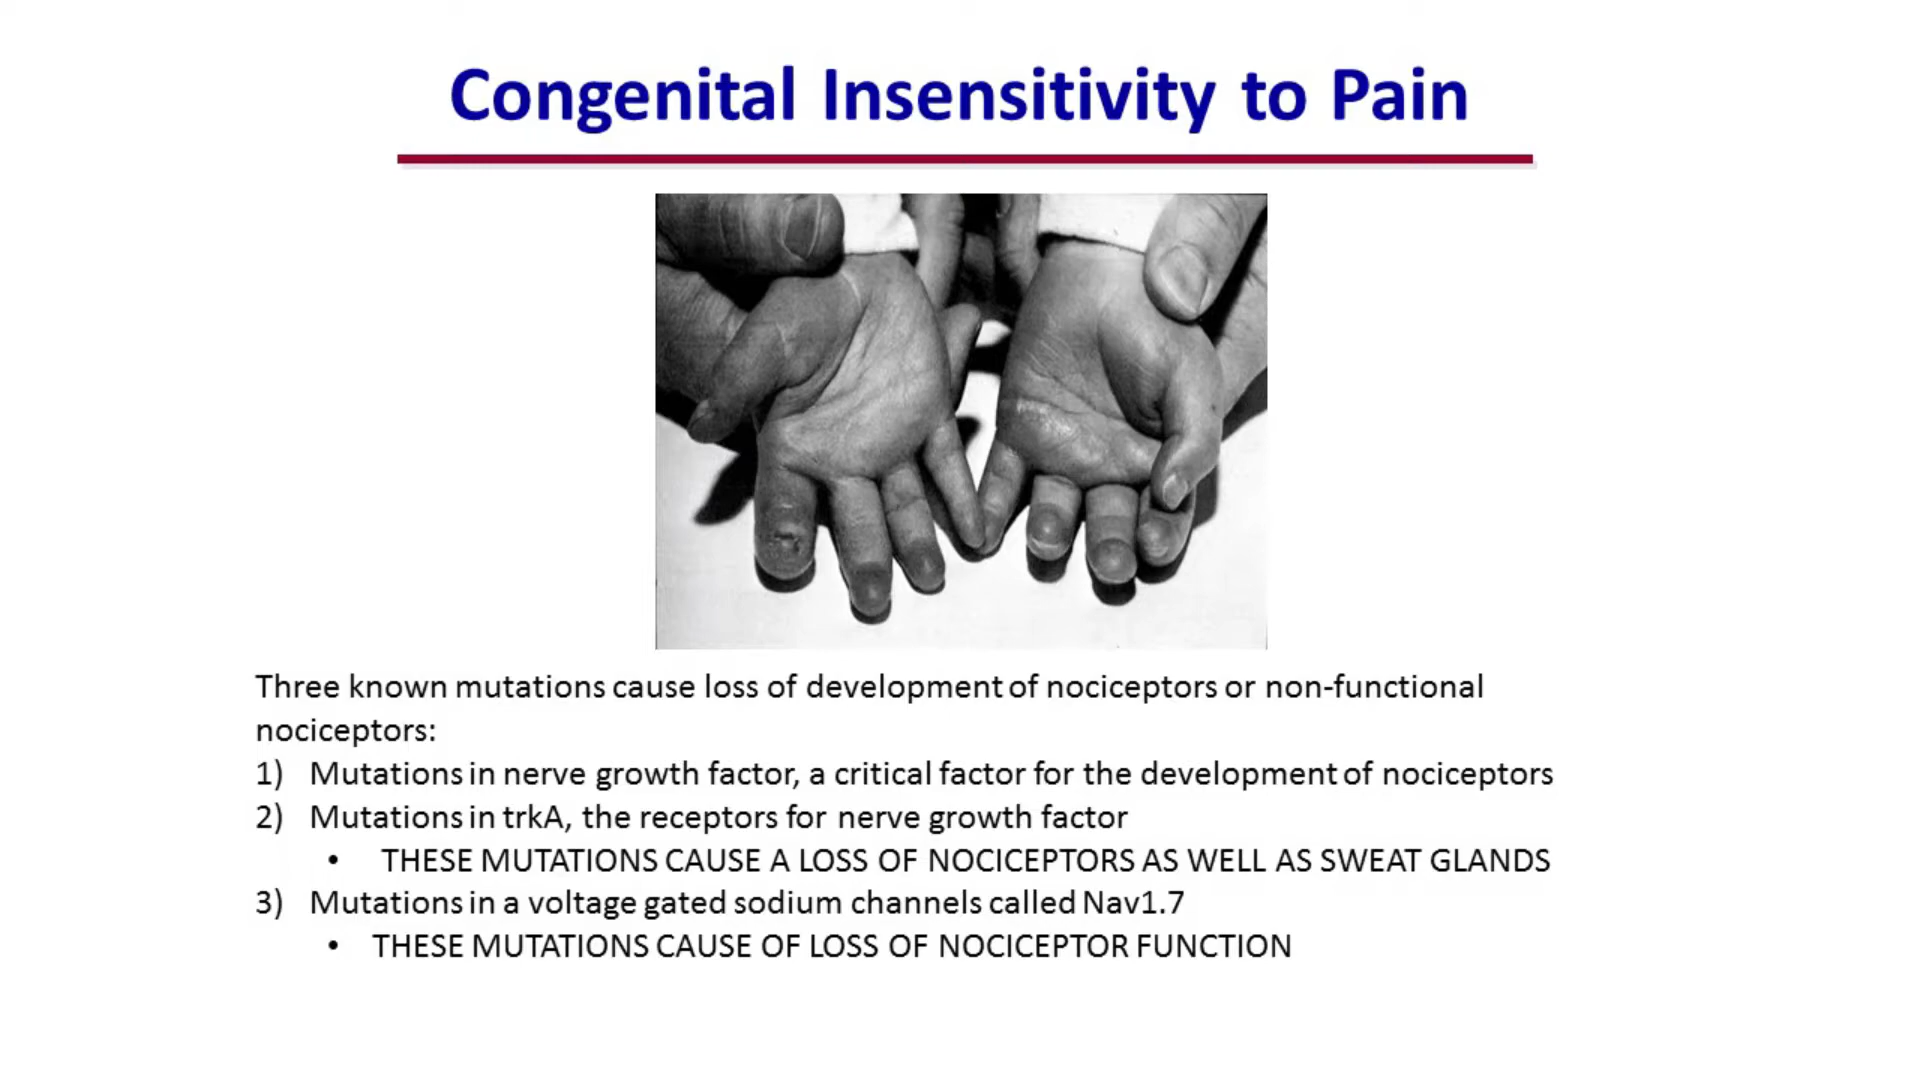 Congenital Insensitivity to Pain
Three known mutations cause loss of development of nociceptors or non-functional
nociceptors:
1) Mutations in nerve growth factor, a critical factor for the development of nociceptors
2) Mutations in trkA, the receptors for nerve growth factor
• THESE MUTATIONS CAUSE A LOSS OF NOCICEPTORS AS WELL AS SWEAT GLANDS
3) Mutations in a voltage gated sodium channels called Nav1.7
• THESE MUTATIONS CAUSE OF LOSS OF NOCICEPTOR FUNCTION